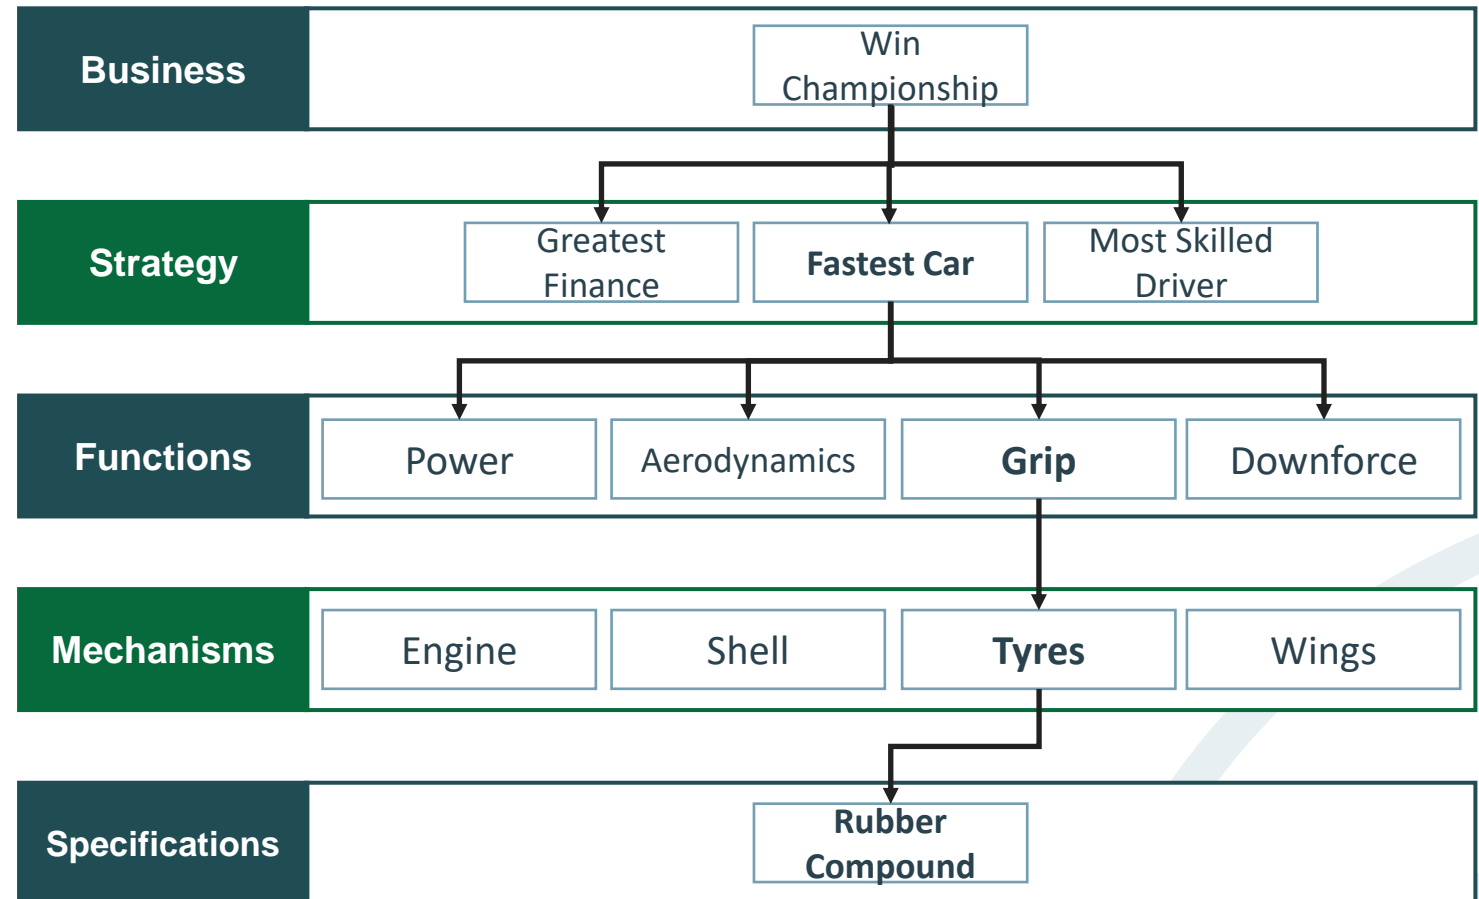 Business
Win
Championship
Strategy
Greatest
Finance
Fastest Car
Most Skilled
Driver
Functions
Power
Aerodynamics
Grip
Downforce
Mechanisms
Engine
Shell
Tyres
Wings
Specifications
Rubber
Compound